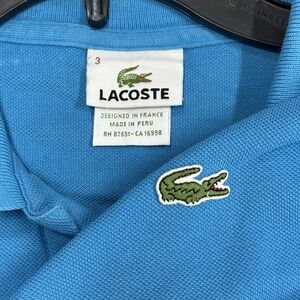 3
LACOSTE
DESIGNED IN FRANCE
MADE IN PERU
RN 87651 - CA 16998